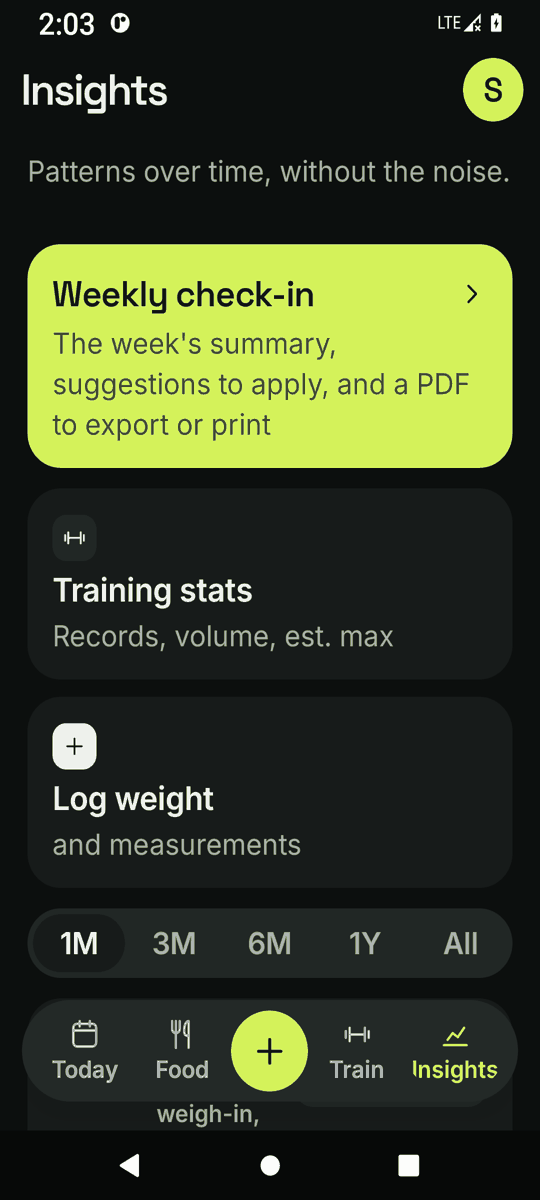 2:03
LTE
Insights
S
Patterns over time, without the noise.
Weekly check-in
The week's summary,
suggestions to apply, and a PDF
to export or print
Training stats
Records, volume, est. max
Log weight
and measurements
1M 3M 6M 1Y All
Today Food Train Insights
weigh-in,